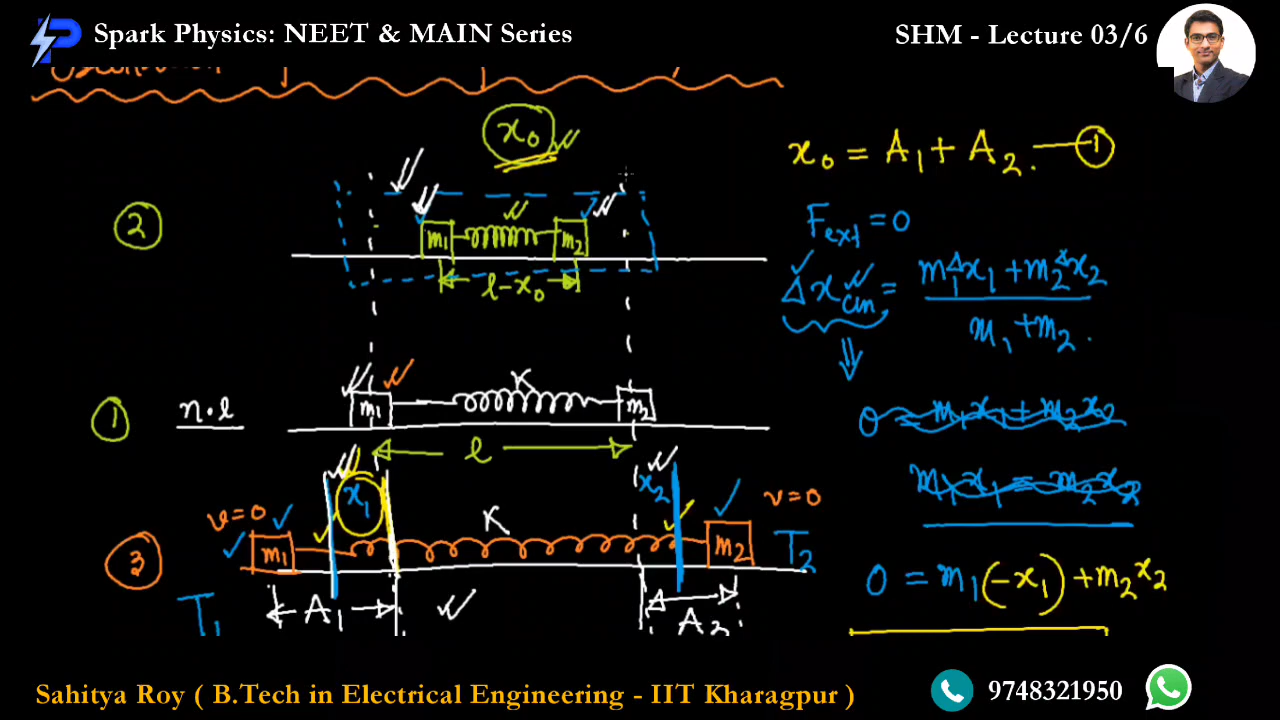 Spark Physics: NEET & MAIN Series
SHM - Lecture 03/6
x₀
x₀ = A₁ + A₂. — ①
②
m₁ m₂
l - x₀
F_ext = 0
Δx_cm = (m₁Δx₁ + m₂Δx₂) / (m₁ + m₂).
① n.l
m₁ K m₂
l
0 = m₁x₁ + m₂x₂
m₁x₁ = m₂x₂
x₁ x₂
③ v=0 m₁ K m₂ v=0
T₂
0 = m₁(-x₁) + m₂x₂
T₁ A₁ A₂
Sahitya Roy ( B.Tech in Electrical Engineering - IIT Kharagpur )
9748321950